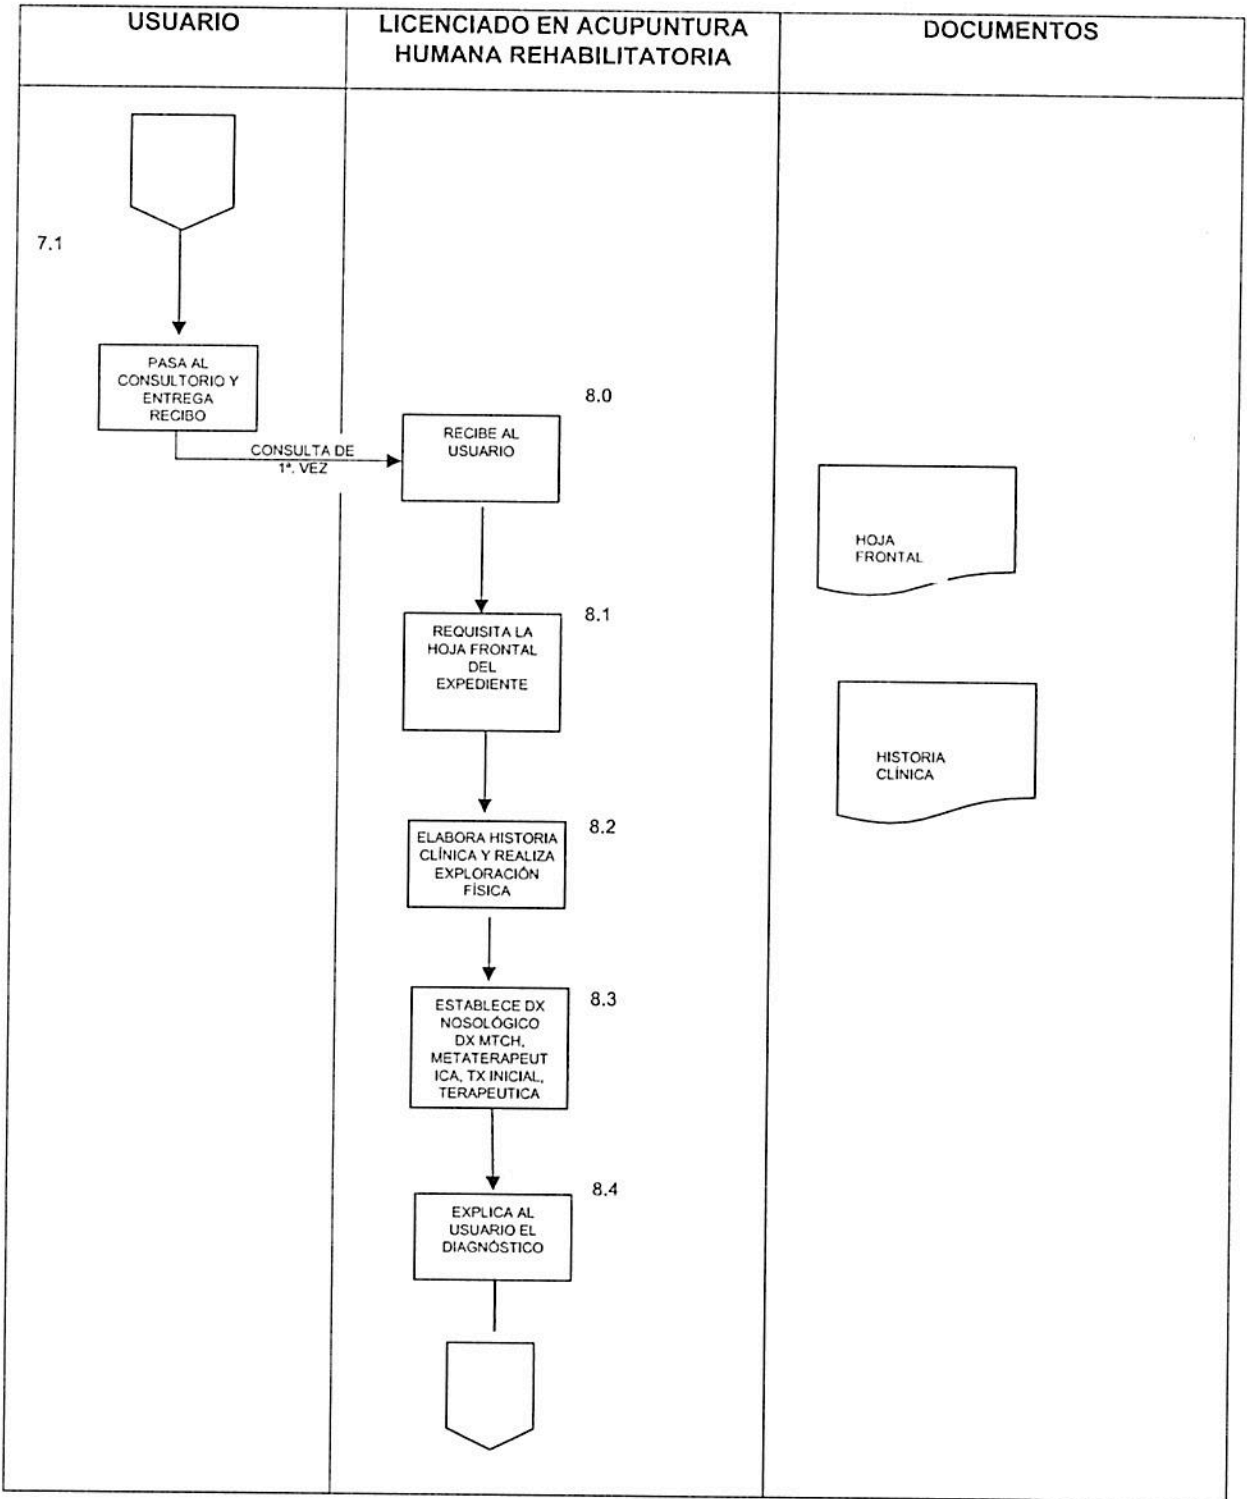 USUARIO
LICENCIADO EN ACUPUNTURA
HUMANA REHABILITATORIA
DOCUMENTOS
7.1
PASA AL
CONSULTORIO Y
ENTREGA
RECIBO
CONSULTA DE
1ª. VEZ
8.0
RECIBE AL
USUARIO
HOJA
FRONTAL
8.1
REQUISITA LA
HOJA FRONTAL
DEL
EXPEDIENTE
HISTORIA
CLÍNICA
8.2
ELABORA HISTORIA
CLÍNICA Y REALIZA
EXPLORACIÓN
FÍSICA
8.3
ESTABLECE DX
NOSOLÓGICO
DX MTCH,
METATERAPEUT
ICA, TX INICIAL,
TERAPEUTICA
8.4
EXPLICA AL
USUARIO EL
DIAGNÓSTICO